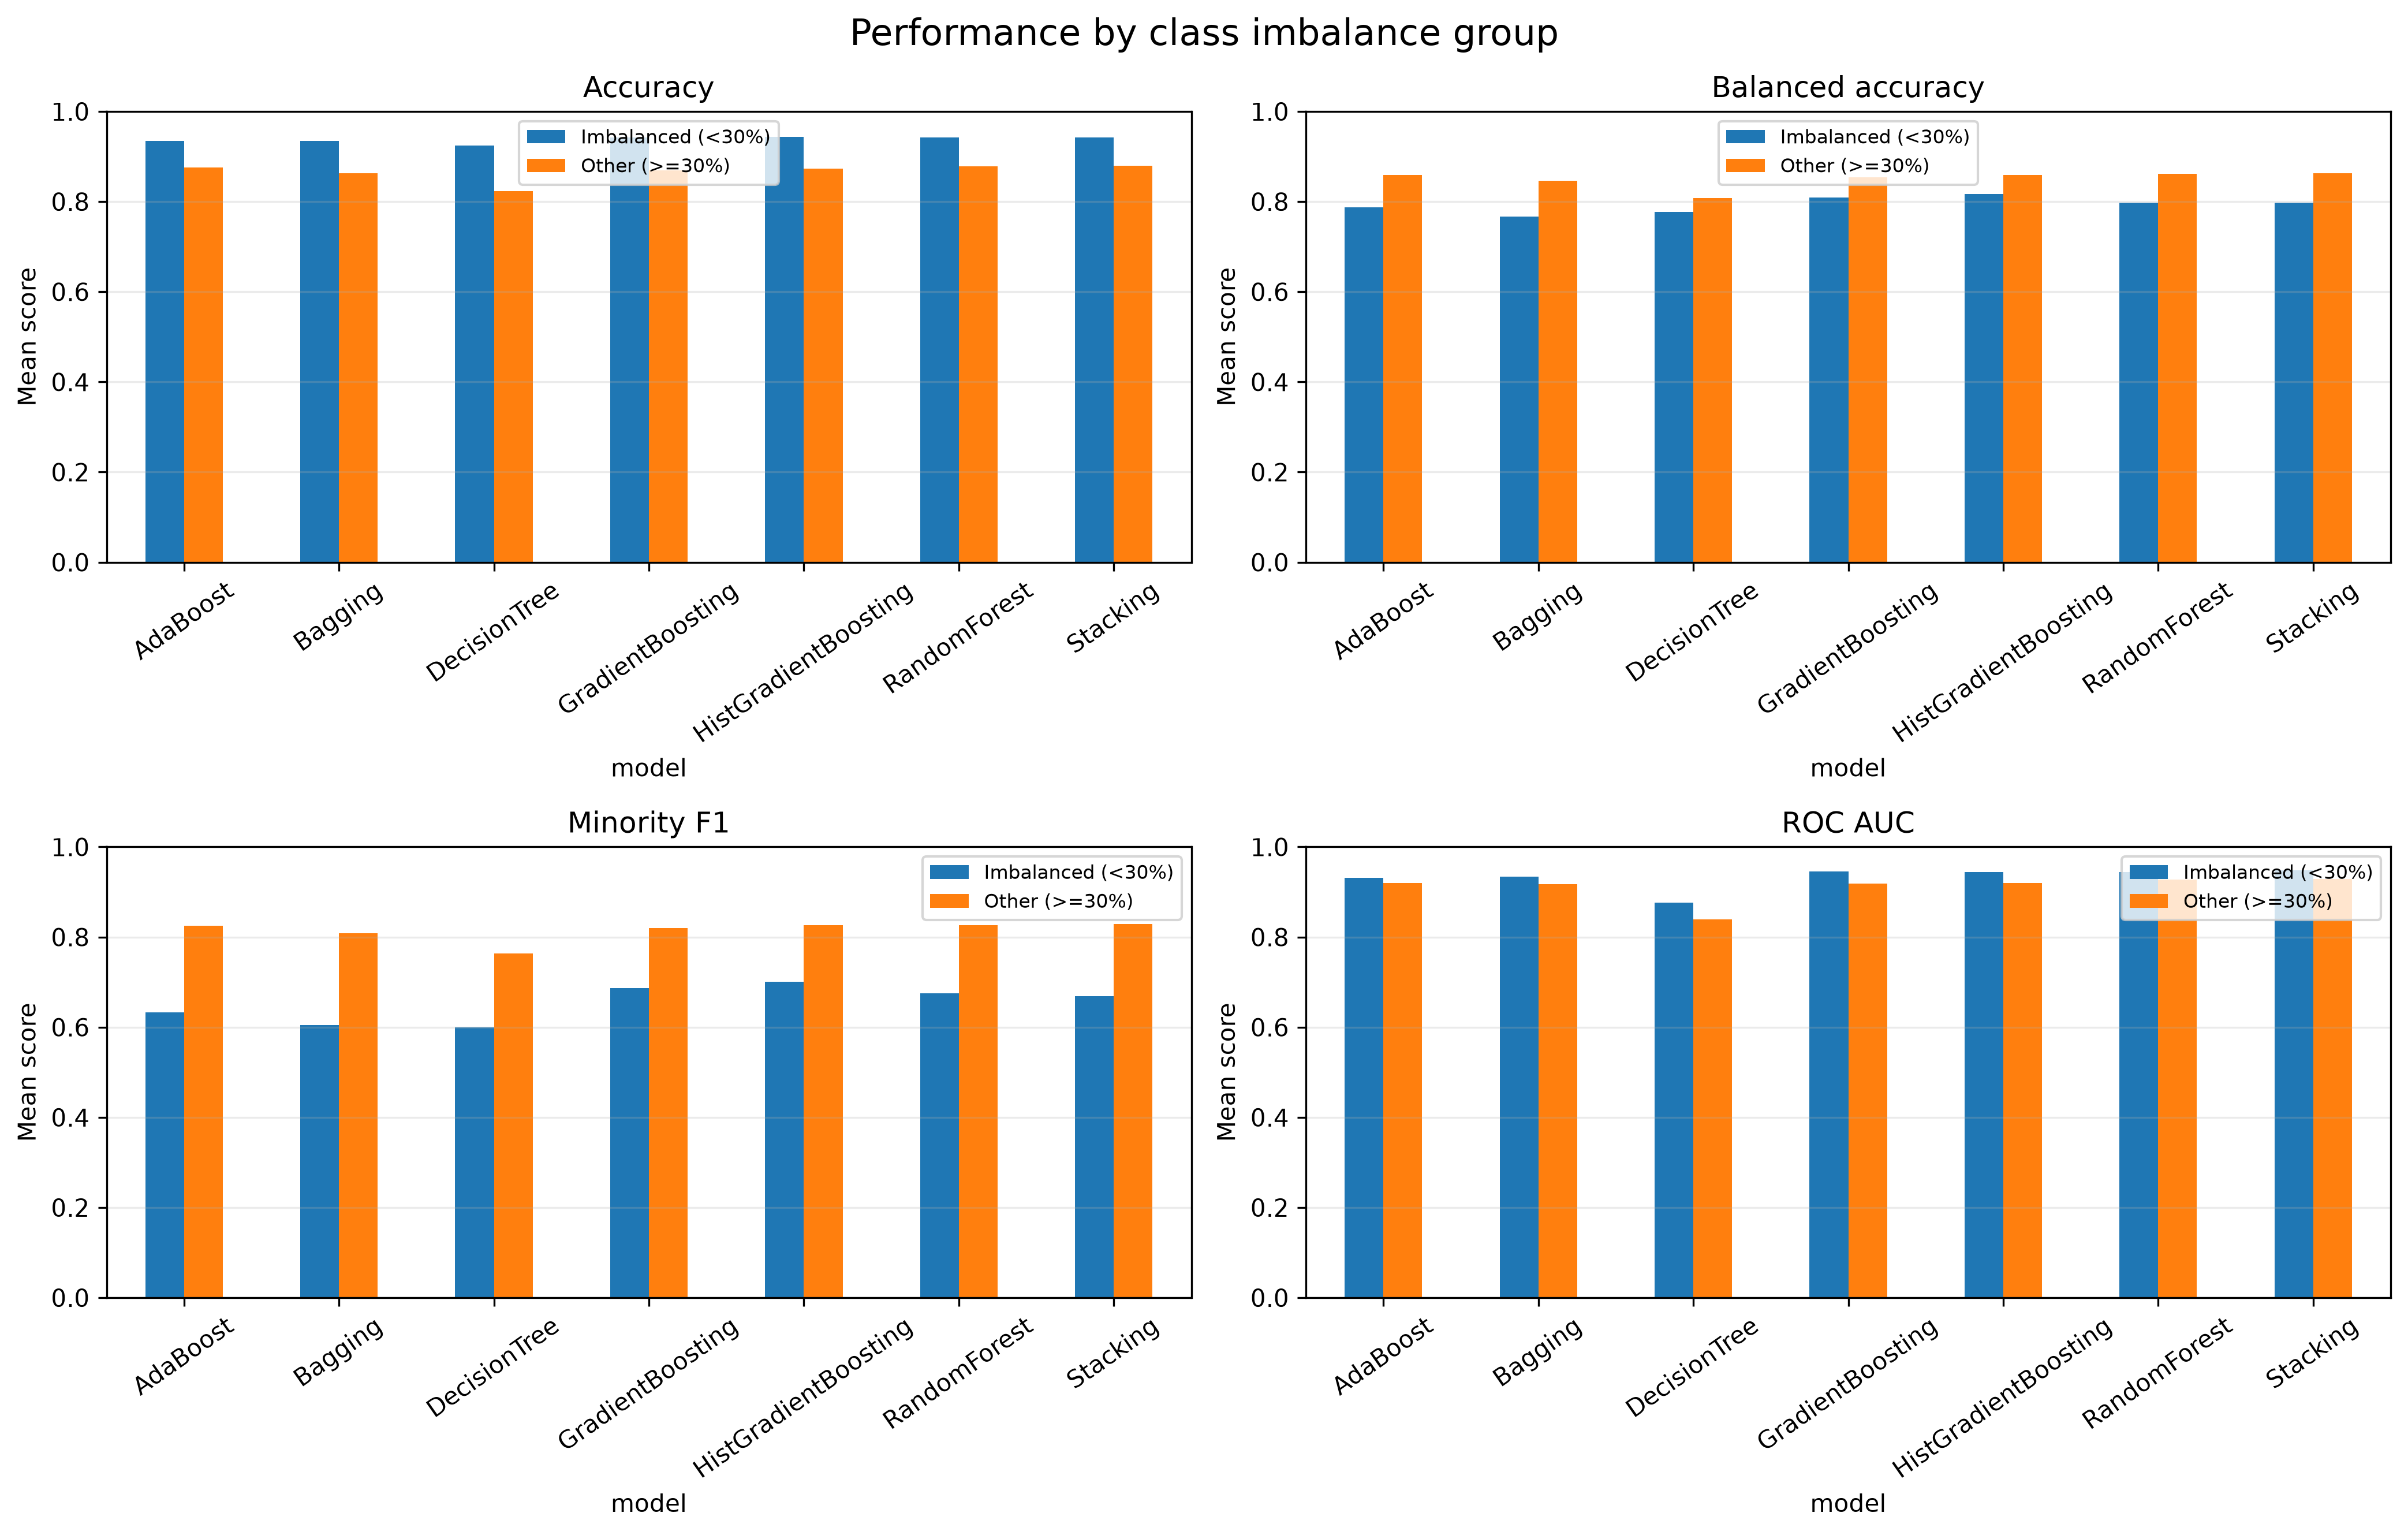 Performance by class imbalance group
Accuracy
1.0
0.8
0.6
0.4
0.2
0.0
Mean score
Imbalanced (<30%)
Other (>=30%)
AdaBoost
Bagging
DecisionTree
GradientBoosting
HistGradientBoosting
RandomForest
Stacking
model
Balanced accuracy
1.0
0.8
0.6
0.4
0.2
0.0
Mean score
Imbalanced (<30%)
Other (>=30%)
AdaBoost
Bagging
DecisionTree
GradientBoosting
HistGradientBoosting
RandomForest
Stacking
model
Minority F1
1.0
0.8
0.6
0.4
0.2
0.0
Mean score
Imbalanced (<30%)
Other (>=30%)
AdaBoost
Bagging
DecisionTree
GradientBoosting
HistGradientBoosting
RandomForest
Stacking
model
ROC AUC
1.0
0.8
0.6
0.4
0.2
0.0
Mean score
Imbalanced (<30%)
Other (>=30%)
AdaBoost
Bagging
DecisionTree
GradientBoosting
HistGradientBoosting
RandomForest
Stacking
model